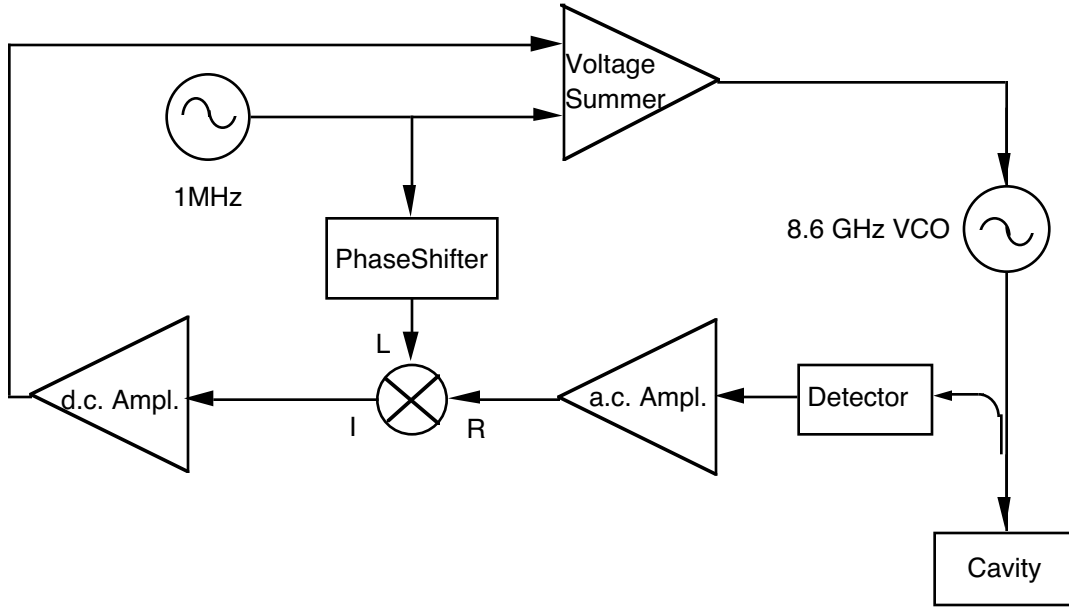 Voltage
Summer
1MHz
8.6 GHz VCO
PhaseShifter
L
d.c. Ampl.
I
R
a.c. Ampl.
Detector
Cavity